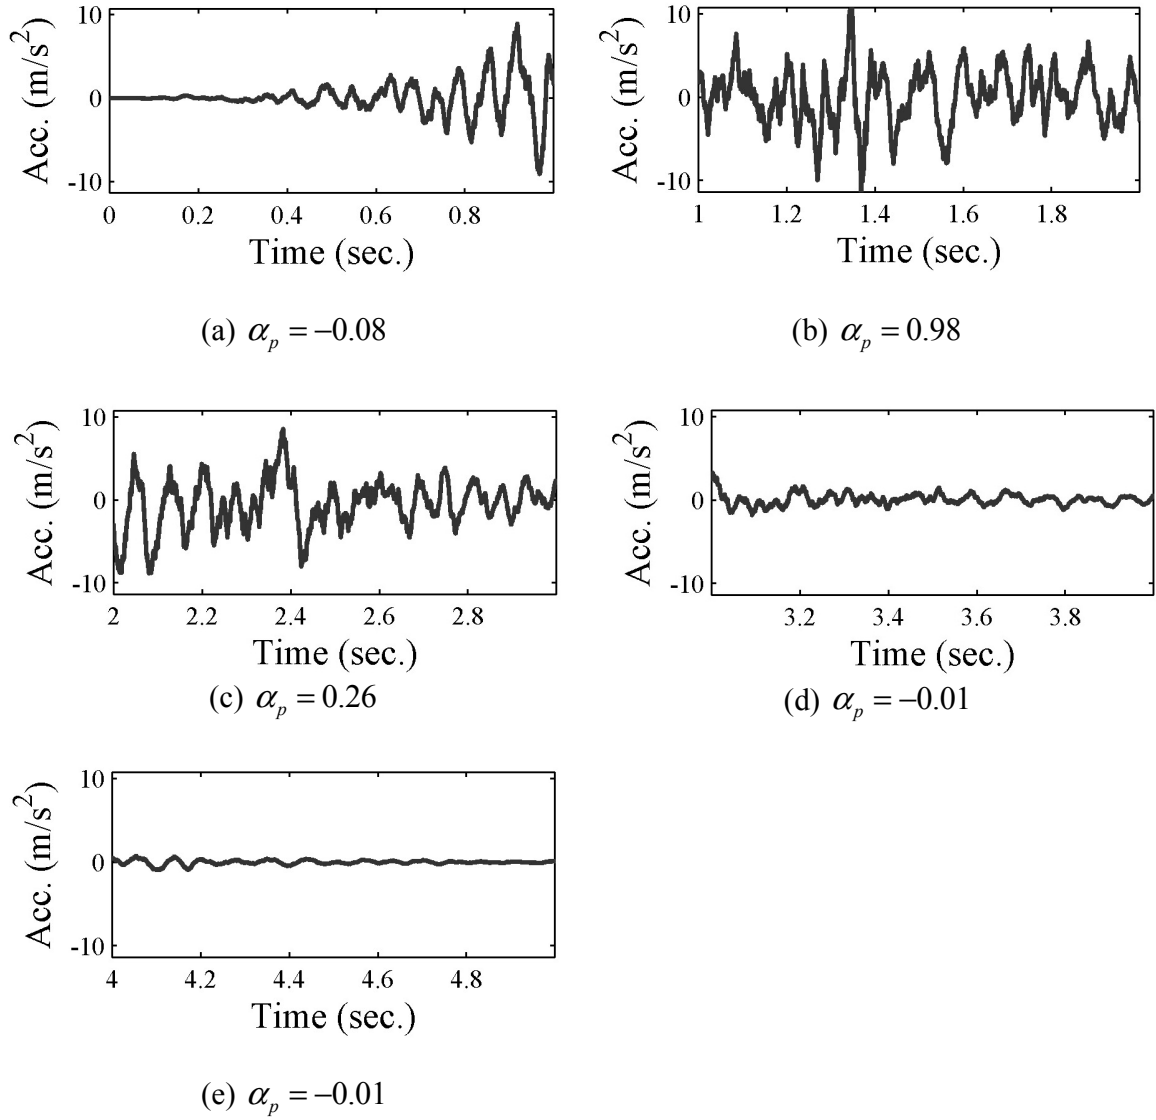 10
0
-10
Acc. (m/s²)
0 0.2 0.4 0.6 0.8
Time (sec.)
(a) αₚ = −0.08
10
0
-10
Acc. (m/s²)
1 1.2 1.4 1.6 1.8
Time (sec.)
(b) αₚ = 0.98
10
0
-10
Acc. (m/s²)
2 2.2 2.4 2.6 2.8
Time (sec.)
(c) αₚ = 0.26
10
0
-10
Acc. (m/s²)
3.2 3.4 3.6 3.8
Time (sec.)
(d) αₚ = −0.01
10
0
-10
Acc. (m/s²)
4 4.2 4.4 4.6 4.8
Time (sec.)
(e) αₚ = −0.01